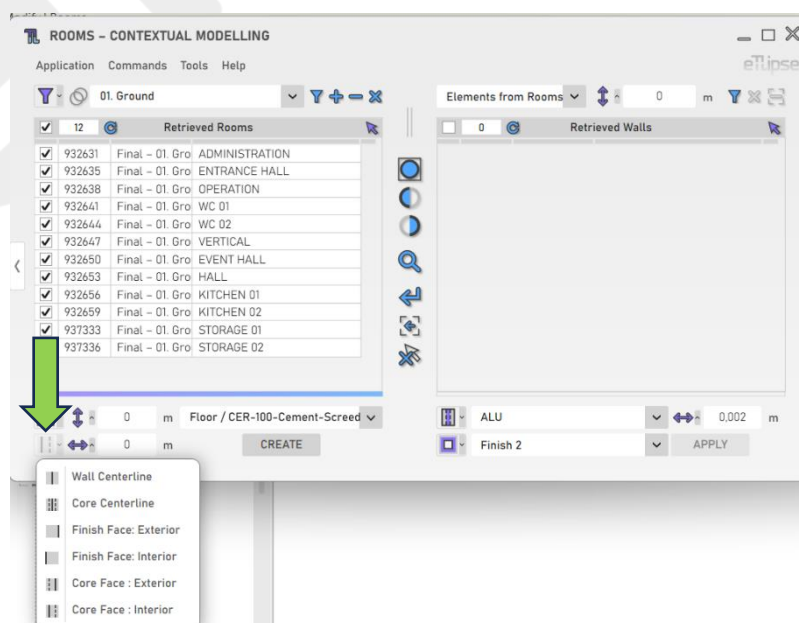 ROOMS – CONTEXTUAL MODELLING
Application Commands Tools Help
01. Ground
Elements from Rooms 0 m
12 Retrieved Rooms
0 Retrieved Walls
932631 Final – 01. Gro ADMINISTRATION
932635 Final – 01. Gro ENTRANCE HALL
932638 Final – 01. Gro OPERATION
932641 Final – 01. Gro WC 01
932644 Final – 01. Gro WC 02
932647 Final – 01. Gro VERTICAL
932650 Final – 01. Gro EVENT HALL
932653 Final – 01. Gro HALL
932656 Final – 01. Gro KITCHEN 01
932659 Final – 01. Gro KITCHEN 02
937333 Final – 01. Gro STORAGE 01
937336 Final – 01. Gro STORAGE 02
0 m Floor / CER-100-Cement-Screed
ALU 0,002 m
0 m CREATE
Finish 2 APPLY
Wall Centerline
Core Centerline
Finish Face: Exterior
Finish Face: Interior
Core Face : Exterior
Core Face : Interior